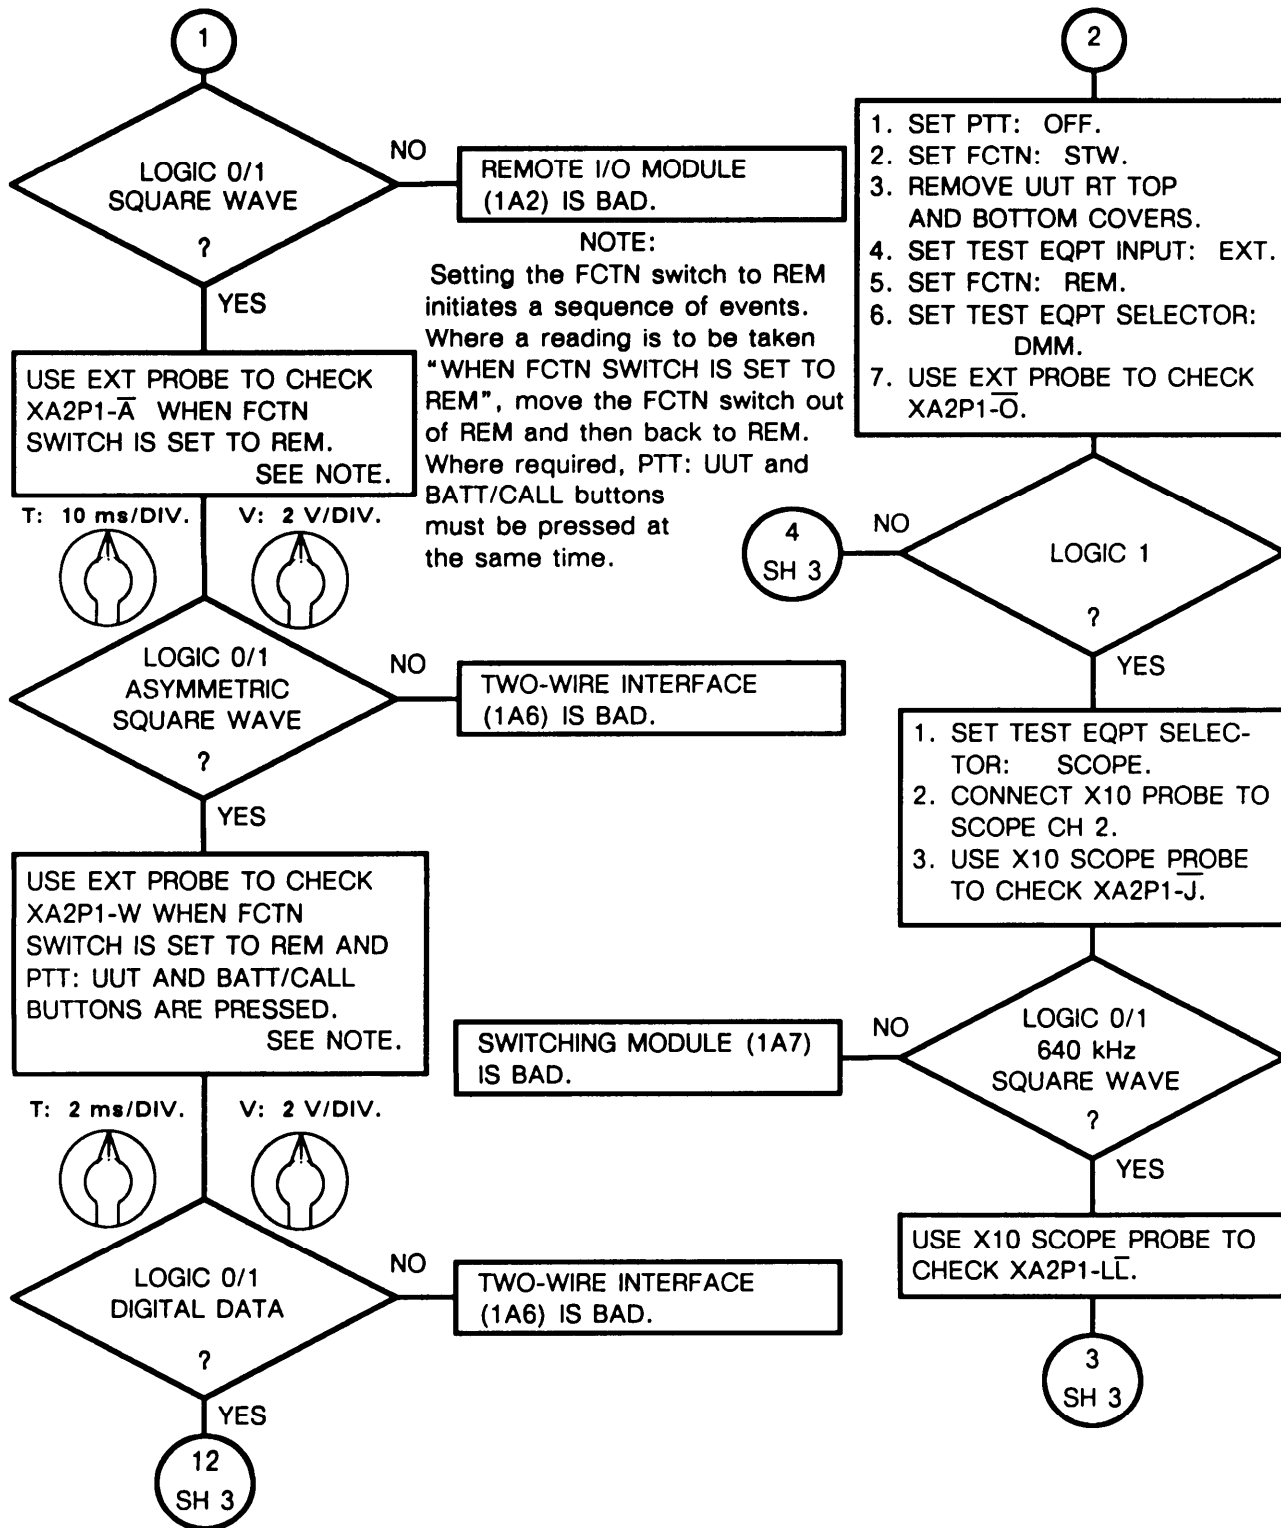 1
LOGIC 0/1
SQUARE WAVE
?
NO
REMOTE I/O MODULE
(1A2) IS BAD.
YES
NOTE:
Setting the FCTN switch to REM
initiates a sequence of events.
Where a reading is to be taken
"WHEN FCTN SWITCH IS SET TO
REM", move the FCTN switch out
of REM and then back to REM.
Where required, PTT: UUT and
BATT/CALL buttons
must be pressed at
the same time.
USE EXT PROBE TO CHECK
XA2P1-A̅ WHEN FCTN
SWITCH IS SET TO REM.
SEE NOTE.
T: 10 ms/DIV. V: 2 V/DIV.
LOGIC 0/1
ASYMMETRIC
SQUARE WAVE
?
NO
TWO-WIRE INTERFACE
(1A6) IS BAD.
YES
USE EXT PROBE TO CHECK
XA2P1-W WHEN FCTN
SWITCH IS SET TO REM AND
PTT: UUT AND BATT/CALL
BUTTONS ARE PRESSED.
SEE NOTE.
T: 2 ms/DIV. V: 2 V/DIV.
LOGIC 0/1
DIGITAL DATA
?
NO
TWO-WIRE INTERFACE
(1A6) IS BAD.
YES
12
SH 3
2
1. SET PTT: OFF.
2. SET FCTN: STW.
3. REMOVE UUT RT TOP
AND BOTTOM COVERS.
4. SET TEST EQPT INPUT: EXT.
5. SET FCTN: REM.
6. SET TEST EQPT SELECTOR:
DMM.
7. USE EXT PROBE TO CHECK
XA2P1-O̅.
LOGIC 1
?
NO
4
SH 3
YES
1. SET TEST EQPT SELEC-
TOR: SCOPE.
2. CONNECT X10 PROBE TO
SCOPE CH 2.
3. USE X10 SCOPE PROBE
TO CHECK XA2P1-J̅.
LOGIC 0/1
640 kHz
SQUARE WAVE
?
NO
SWITCHING MODULE (1A7)
IS BAD.
YES
USE X10 SCOPE PROBE TO
CHECK XA2P1-LL̅.
3
SH 3